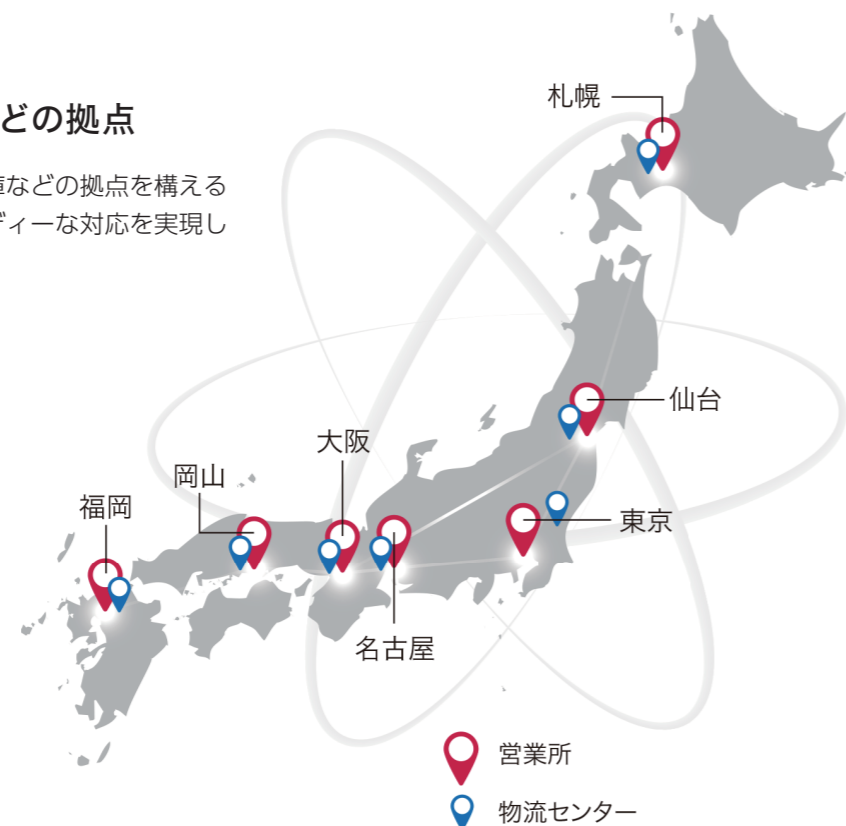 どの拠点
などの拠点を構える
ディーな対応を実現し
札幌
仙台
大阪
岡山
福岡
東京
名古屋
営業所
物流センター